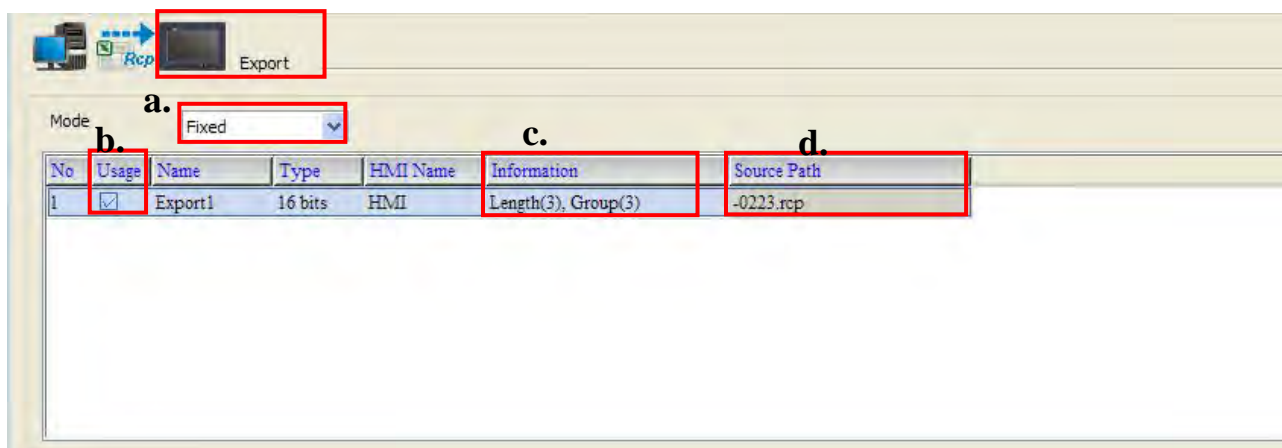 Rcp
Export
a.
Mode
Fixed
b.
c.
d.
No Usage Name Type HMI Name Information Source Path
1 Export1 16 bits HMI Length(3), Group(3) -0223.rcp